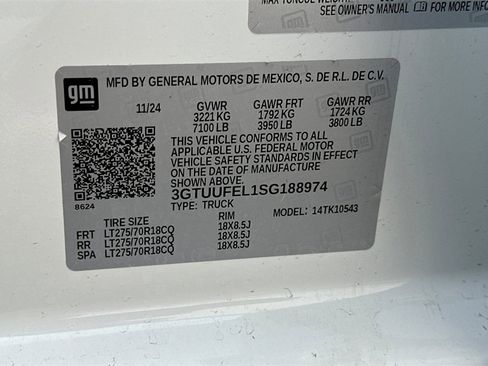 SEE OWNER'S MANUAL FOR MORE INFOR
gm
MFD BY GENERAL MOTORS DE MEXICO, S. DE R.L. DE C.V.
11/24 GVWR GAWR FRT GAWR RR
3221 KG 1792 KG 1724 KG
7100 LB 3950 LB 3800 LB
THIS VEHICLE CONFORMS TO ALL
APPLICABLE U.S. FEDERAL MOTOR
VEHICLE SAFETY STANDARDS IN EFFECT
ON THE DATE OF MANUFACTURE
SHOWN ABOVE.
3GTUUFEL1SG188974
8624
TYPE: TRUCK MODEL: 14TK10543
TIRE SIZE RIM
FRT LT275/70R18CQ 18X8.5J
RR LT275/70R18CQ 18X8.5J
SPA LT275/70R18CQ 18X8.5J